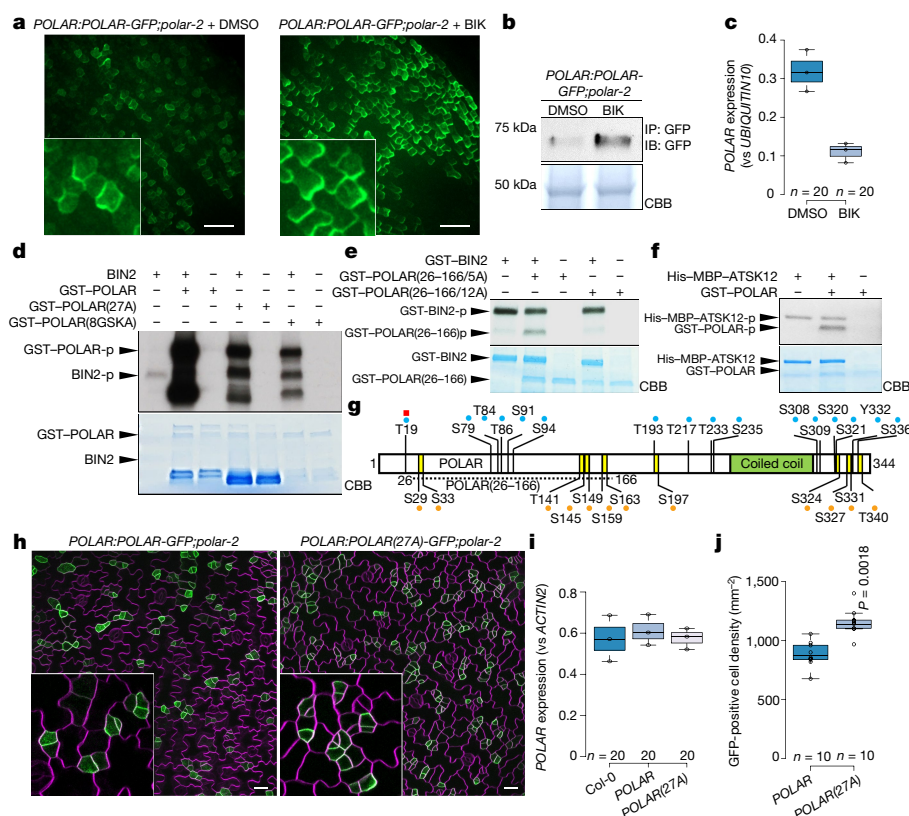 a
POLAR:POLAR-GFP;polar-2 + DMSO
POLAR:POLAR-GFP;polar-2 + BIK
b
POLAR:POLAR-
GFP;polar-2
DMSO BIK
75 kDa
IP: GFP
IB: GFP
50 kDa
CBB
c
POLAR expression
(vs UBIQUITIN10)
0.4
0.3
0.1
0
n = 20 n = 20
DMSO BIK
d
BIN2 + + – + – + –
GST–POLAR – + + – – – –
GST–POLAR(27A) – – – + + – –
GST–POLAR(8GSKA) – – – – – + +
GST–POLAR-p
BIN2-p
GST–POLAR
BIN2
CBB
e
GST–BIN2 + + – + –
GST–POLAR(26–166/5A) – + + – –
GST–POLAR(26–166/12A) – – – + +
GST–BIN2-p
GST–POLAR(26–166)p
GST–BIN2
GST–POLAR(26–166)
CBB
f
His–MBP–ATSK12 + + –
GST–POLAR – + +
His–MBP–ATSK12-p
GST–POLAR-p
His–MBP–ATSK12
GST–POLAR
CBB
g
T19 S79 T84 T86 S91 S94 T193 T217 T233 S235 S308 S309 S320 S321 Y332 S336
1 POLAR Coiled coil 344
26 POLAR(26–166) 166
S29 S33 T141 S145 S149 S159 S163 S197 S324 S327 S331 T340
h
POLAR:POLAR-GFP;polar-2
POLAR:POLAR(27A)-GFP;polar-2
i
POLAR expression (vs ACTIN2)
0.8
0.6
0.4
0.2
0
n = 20 20 20
Col-0
POLAR
POLAR(27A)
j
GFP-positive cell density (mm⁻²)
1,500
1,000
500
0
P = 0.0018
n = 10 n = 10
POLAR
POLAR(27A)